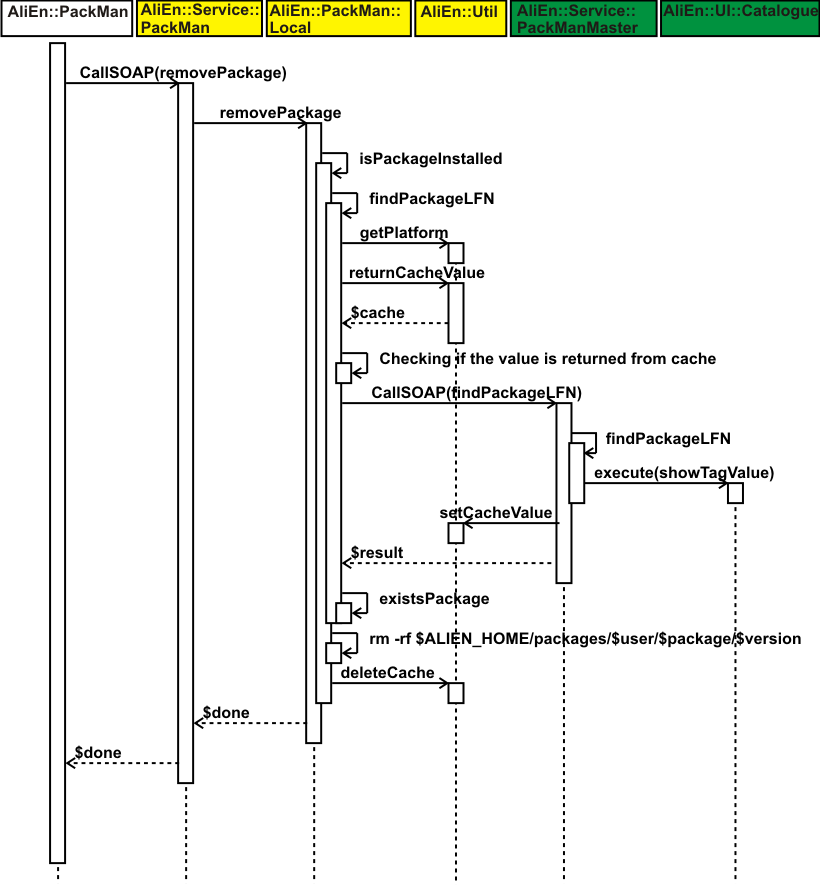 AliEn::PackMan
AliEn::Service::
PackMan
AliEn::PackMan::
Local
AliEn::Util
AliEn::Service::
PackManMaster
AliEn::UI::Catalogue
CallSOAP(removePackage)
removePackage
isPackageInstalled
findPackageLFN
getPlatform
returnCacheValue
$cache
Checking if the value is returned from cache
CallSOAP(findPackageLFN)
findPackageLFN
execute(showTagValue)
setCacheValue
$result
existsPackage
rm -rf $ALIEN_HOME/packages/$user/$package/$version
deleteCache
$done
$done